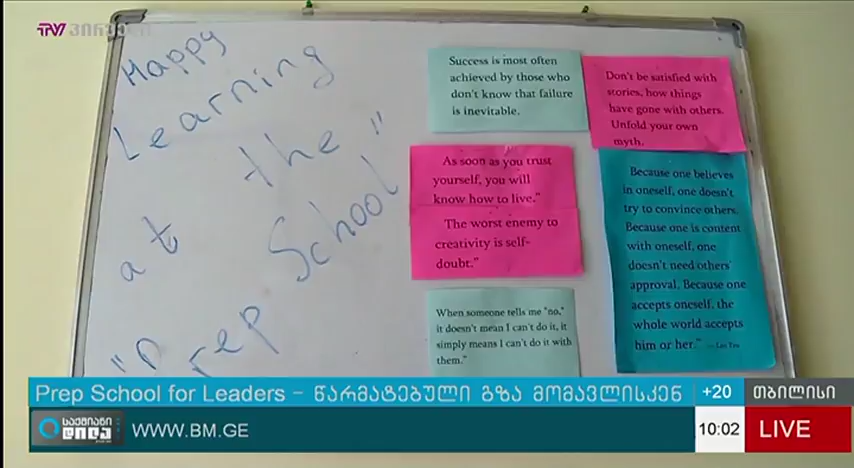 TV პირველი
Happy
Learning
at the
"Prep School"
Success is most often
achieved by those who
don't know that failure
is inevitable.
Don't be satisfied with
stories, how things
have gone with others.
Unfold your own
myth.
As soon as you trust
yourself, you will
know how to live."
The worst enemy to
creativity is self-
doubt."
Because one believes
in oneself, one doesn't
try to convince others.
Because one is content
with oneself, one
doesn't need others'
approval. Because one
accepts oneself, the
whole world accepts
him or her." — Lao Tzu
When someone tells me "no,"
it doesn't mean I can't do it, it
simply means I can't do it with
them."
Prep School for Leaders - წარმატებული გზა მომავლისკენ +20 თბილისი
საქმიანი
დილა
WWW.BM.GE 10:02 LIVE